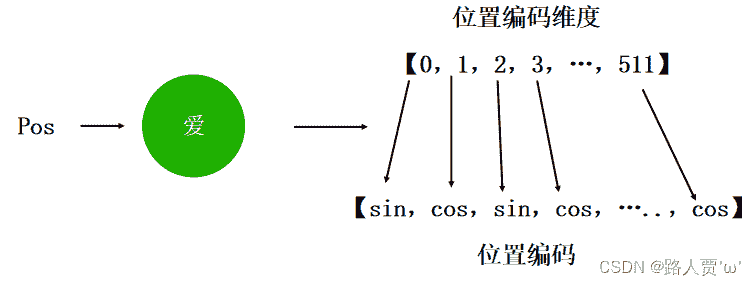 位置编码维度
【0, 1, 2, 3, …, 511】
Pos
爱
【sin, cos, sin, cos, ….., cos】
位置编码
CSDN @路人贾'ω'